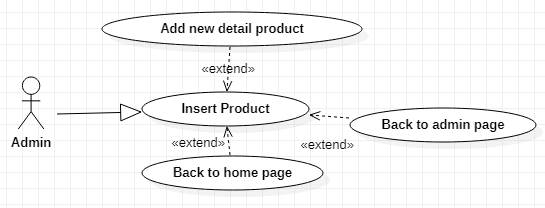 Add new detail product
«extend»
Insert Product
Admin
Back to admin page
«extend»
«extend»
Back to home page